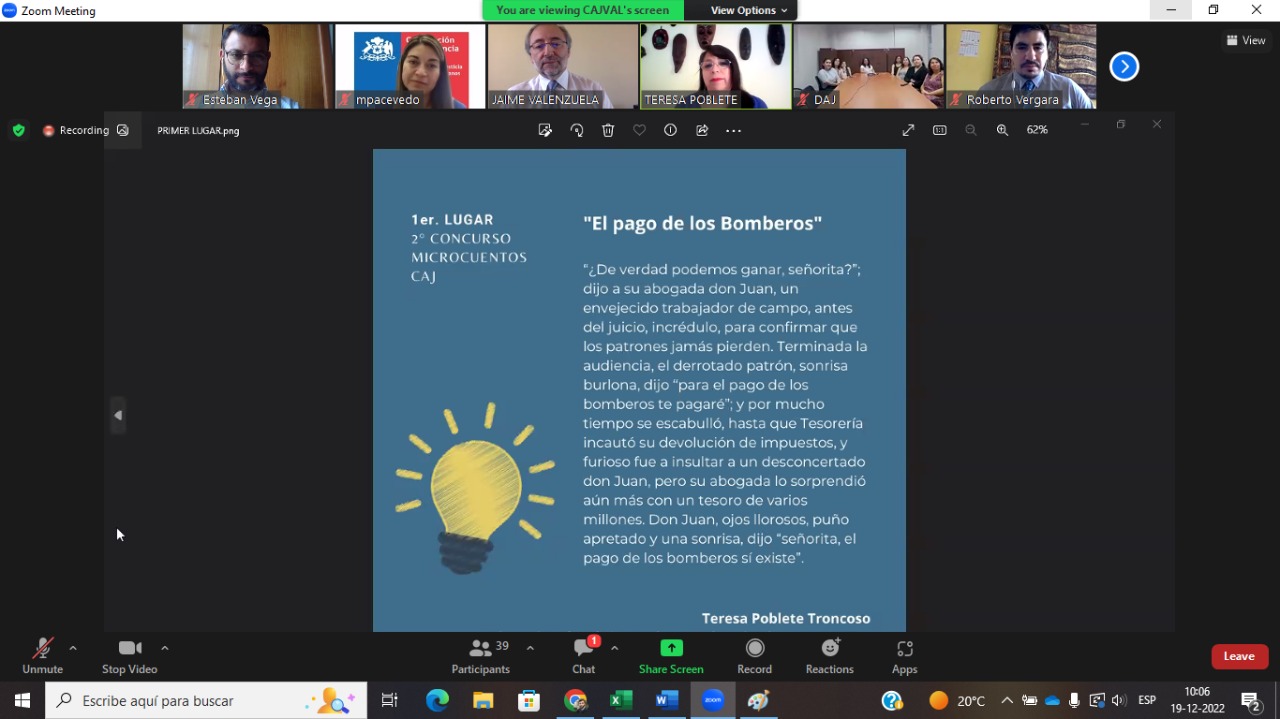 Zoom Meeting
You are viewing CAJVAL's screen
View Options
Esteban Vega
mpacevedo
JAIME VALENZUELA
TERESA POBLETE
DAJ
Roberto Vergara
View
Recording
PRIMER LUGAR.png
62%
1er. LUGAR
2° CONCURSO
MICROCUENTOS
CAJ
"El pago de los Bomberos"
"¿De verdad podemos ganar, señorita?";
dijo a su abogada don Juan, un
envejecido trabajador de campo, antes
del juicio, incrédulo, para confirmar que
los patrones jamás pierden. Terminada la
audiencia, el derrotado patrón, sonrisa
burlona, dijo "para el pago de los
bomberos te pagaré"; y por mucho
tiempo se escabulló, hasta que Tesorería
incautó su devolución de impuestos, y
furioso fue a insultar a un desconcertado
don Juan, pero su abogada lo sorprendió
aún más con un tesoro de varios
millones. Don Juan, ojos llorosos, puño
apretado y una sonrisa, dijo "señorita, el
pago de los bomberos sí existe".
Teresa Poblete Troncoso
Unmute
Stop Video
39
Participants
1
Chat
Share Screen
Record
Reactions
Apps
Leave
Escribe aquí para buscar
zoom
20°C
ESP
10:06
19-12-2022
2